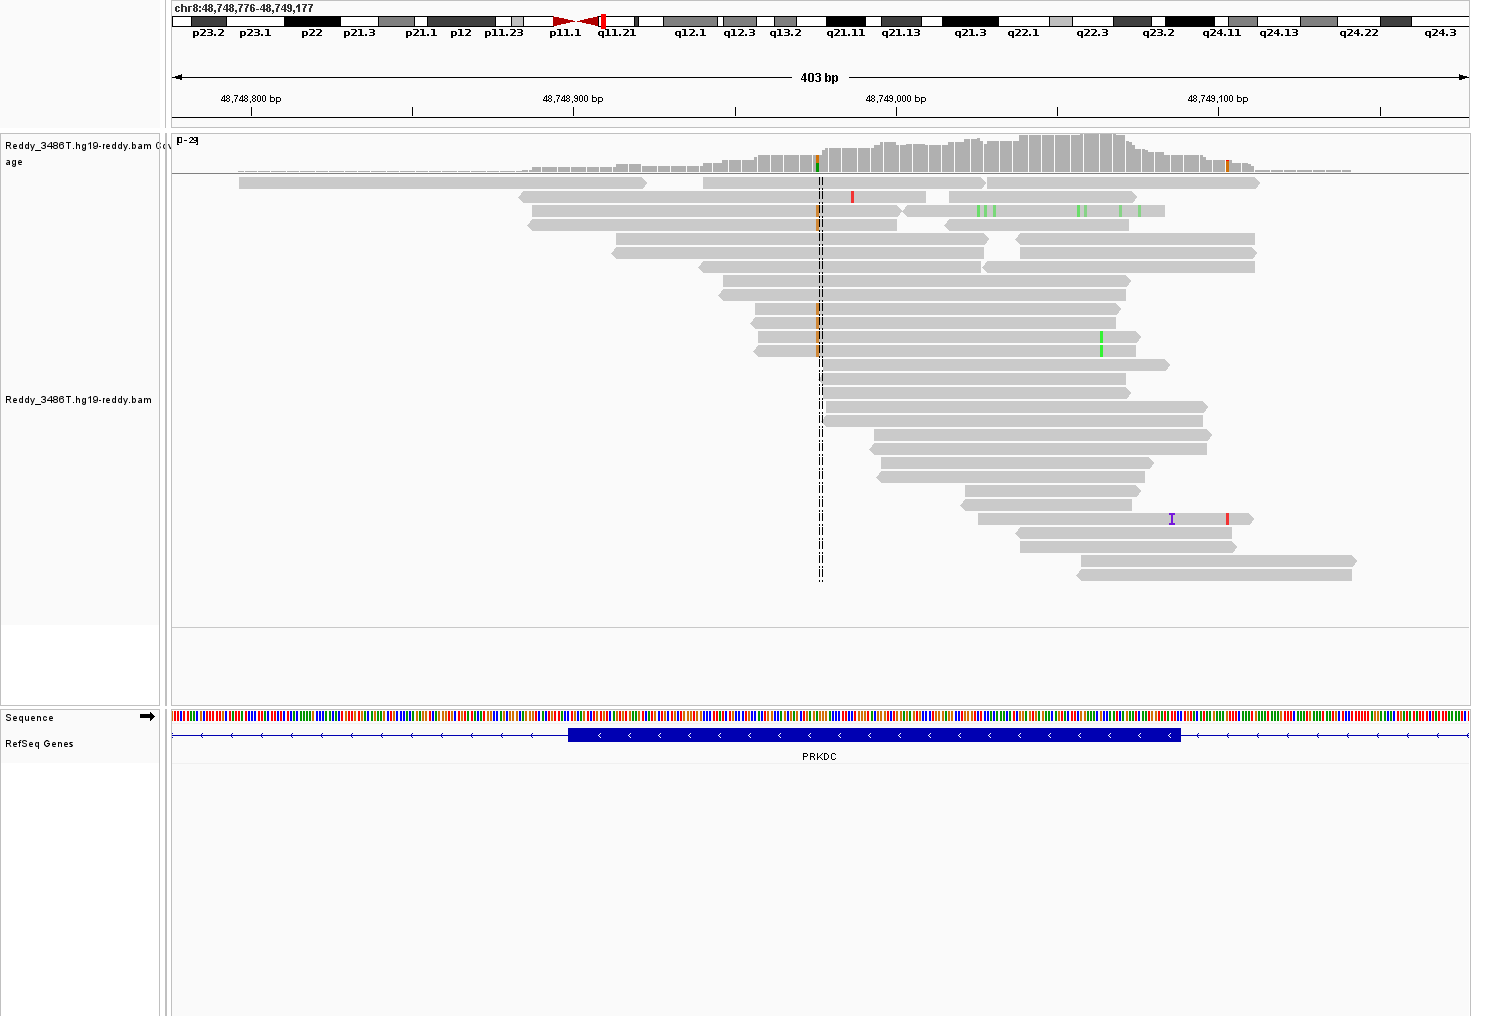 chr8:48,748,776-48,749,177
p23.2 p23.1 p22 p21.3 p21.1 p12 p11.23 p11.1 q11.21 q12.1 q12.3 q13.2 q21.11 q21.13 q21.3 q22.1 q22.3 q23.2 q24.11 q24.13 q24.22 q24.3
403 bp
48,748,800 bp 48,748,900 bp 48,749,000 bp 48,749,100 bp
Reddy_3486T.hg19-reddy.bam Cov
age
[0 - 29]
Reddy_3486T.hg19-reddy.bam
Sequence
RefSeq Genes
PRKDC